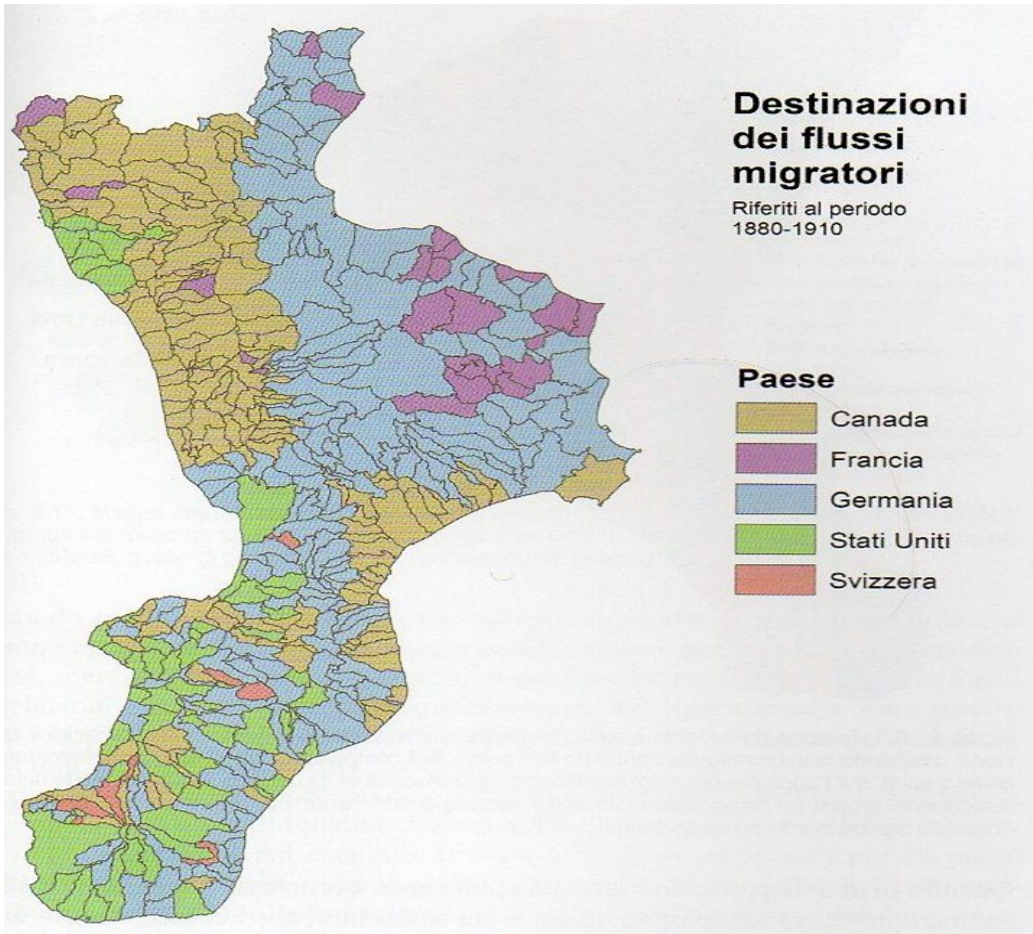 Destinazioni
dei flussi
migratori
Riferiti al periodo
1880-1910
Paese
Canada
Francia
Germania
Stati Uniti
Svizzera